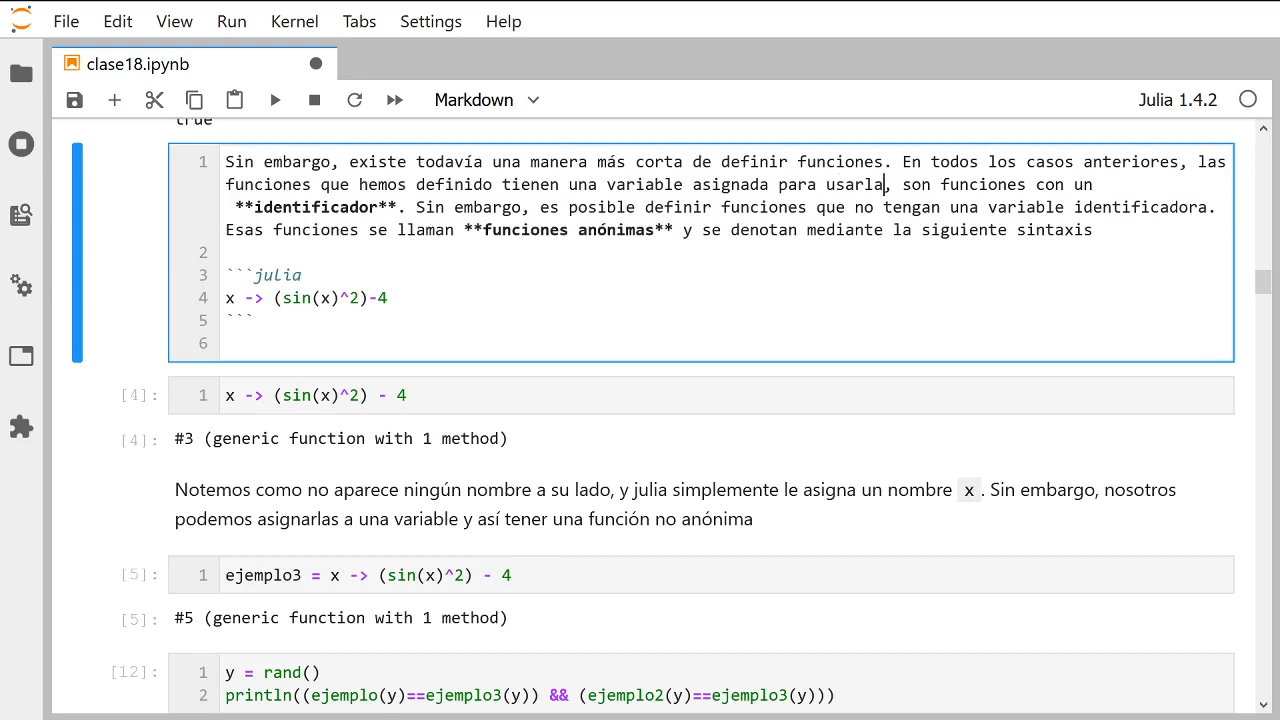 File Edit View Run Kernel Tabs Settings Help
clase18.ipynb
Markdown
Julia 1.4.2
true
1 Sin embargo, existe todavía una manera más corta de definir funciones. En todos los casos anteriores, las
funciones que hemos definido tienen una variable asignada para usarla, son funciones con un
**identificador**. Sin embargo, es posible definir funciones que no tengan una variable identificadora.
Esas funciones se llaman **funciones anónimas** y se denotan mediante la siguiente sintaxis
2
3 ```julia
4 x -> (sin(x)^2)-4
5 ```
6
[4]: 1 x -> (sin(x)^2) - 4
[4]: #3 (generic function with 1 method)
Notemos como no aparece ningún nombre a su lado, y julia simplemente le asigna un nombre x. Sin embargo, nosotros
podemos asignarlas a una variable y así tener una función no anónima
[5]: 1 ejemplo3 = x -> (sin(x)^2) - 4
[5]: #5 (generic function with 1 method)
[12]: 1 y = rand()
2 println((ejemplo(y)==ejemplo3(y)) && (ejemplo2(y)==ejemplo3(y)))